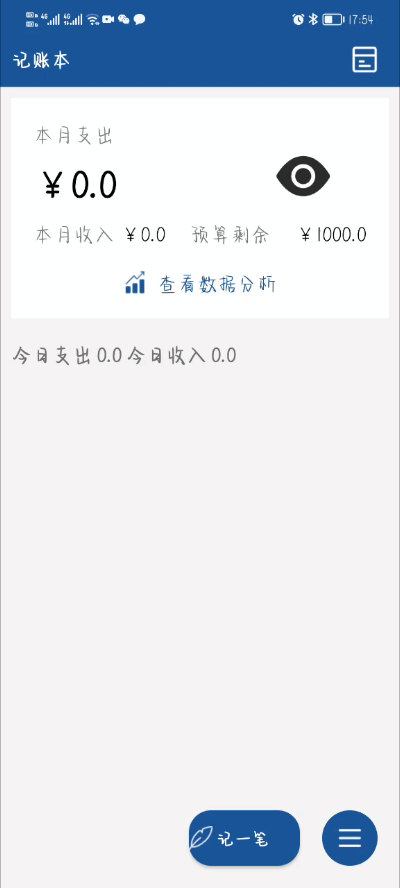 17:54
记账本
本月支出
¥0.0
本月收入 ¥0.0 预算剩余 ¥1000.0
查看数据分析
今日支出 0.0 今日收入 0.0
记一笔